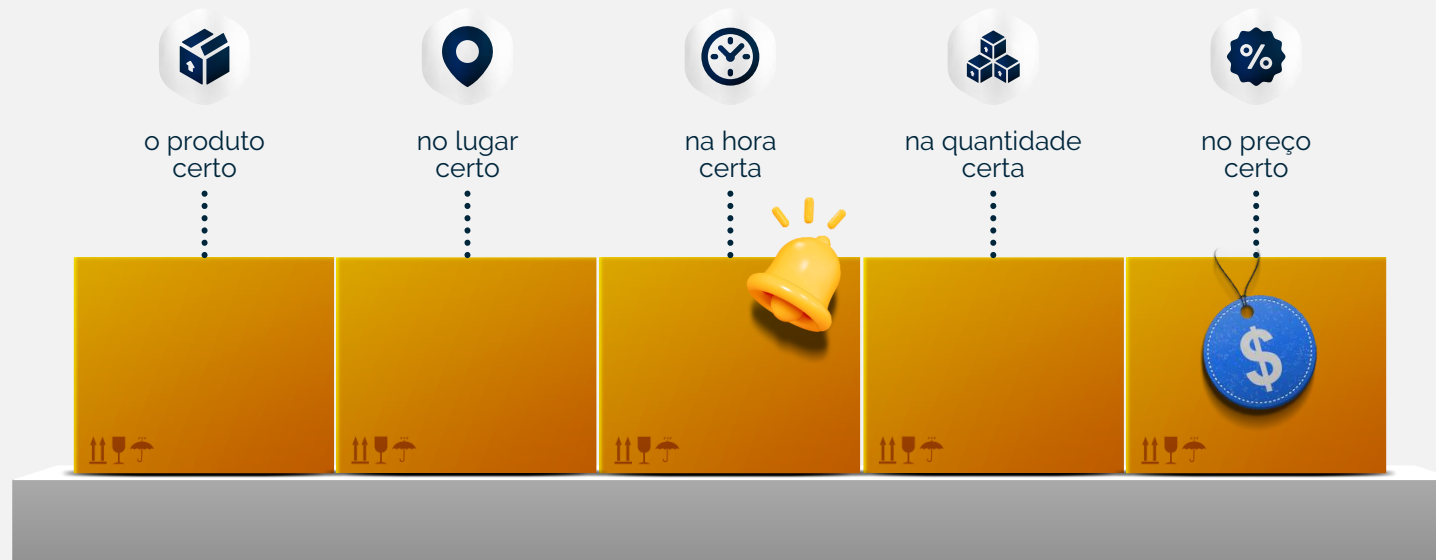 o produto
certo
no lugar
certo
na hora
certa
na quantidade
certa
no preço
certo
%
$